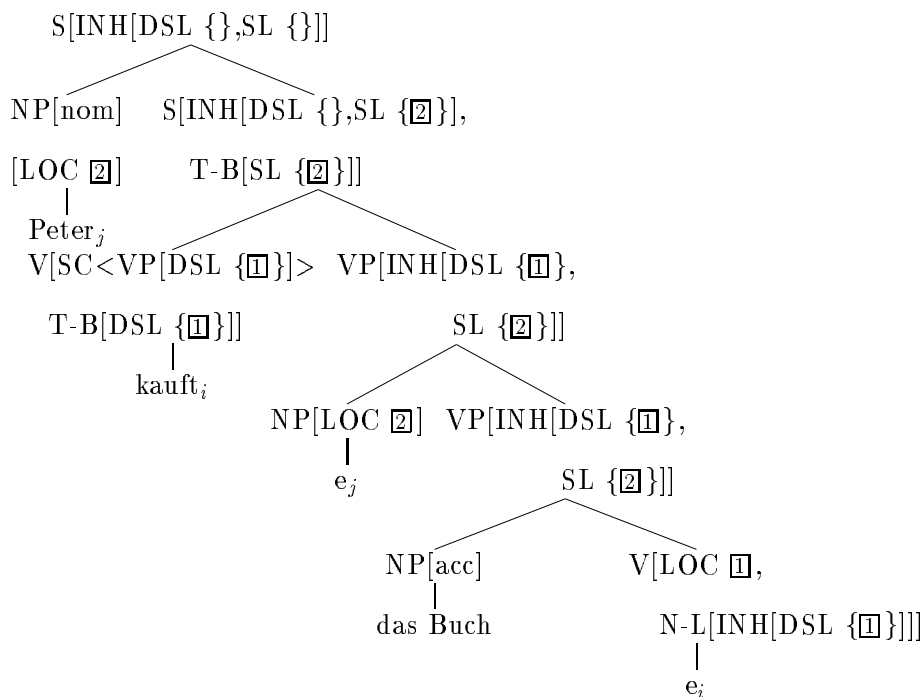 S[INH[DSL {},SL {}]]
NP[nom] S[INH[DSL {},SL {2}],
[LOC 2] T-B[SL {2}]]
Peter_j
V[SC<VP[DSL {1}]> VP[INH[DSL {1},
T-B[DSL {1}]] SL {2}]]
kauft_i
NP[LOC 2] VP[INH[DSL {1},
e_j SL {2}]]
NP[acc] V[LOC 1,
das Buch N-L[INH[DSL {1}]]]
e_i